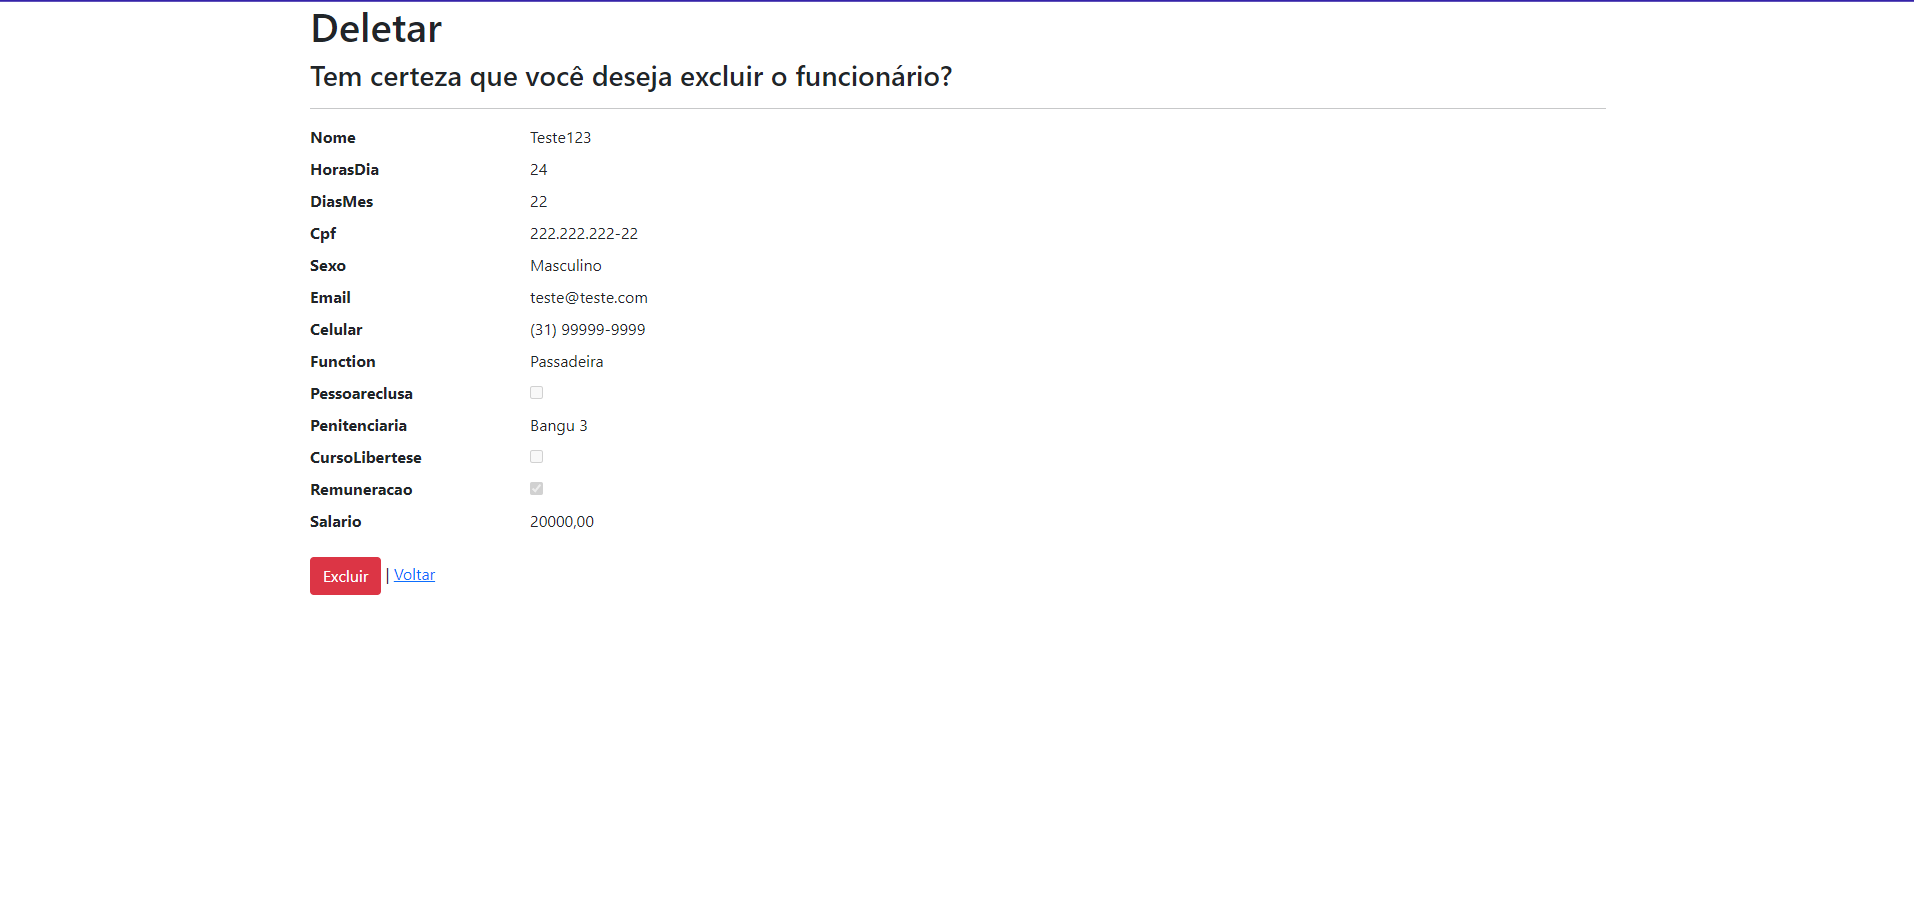 Deletar
Tem certeza que você deseja excluir o funcionário?
Nome Teste123
HorasDia 24
DiasMes 22
Cpf 222.222.222-22
Sexo Masculino
Email teste@teste.com
Celular (31) 99999-9999
Function Passadeira
Pessoareclusa
Penitenciaria Bangu 3
CursoLibertese
Remuneracao
Salario 20000,00
Excluir | Voltar